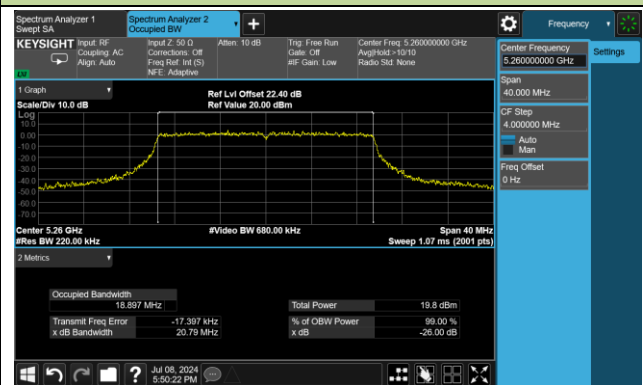 Spectrum Analyzer 1
Swept SA
Spectrum Analyzer 2
Occupied BW
+
Frequency
KEYSIGHT
Input: RF
Coupling: AC
Align: Auto
Input Z: 50 Ω
Corrections: Off
Freq Ref: Int (S)
NFE: Adaptive
Atten: 10 dB
Trig: Free Run
Gate: Off
#IF Gain: Low
Center Freq: 5.260000000 GHz
Avg|Hold:>10/10
Radio Std: None
LXI
Center Frequency
5.260000000 GHz
Settings
Span
40.000 MHz
CF Step
4.000000 MHz
Auto
Man
Freq Offset
0 Hz
1 Graph
Scale/Div 10.0 dB
Ref Lvl Offset 22.40 dB
Ref Value 20.00 dBm
Log
10.0
0.00
-10.0
-20.0
-30.0
-40.0
-50.0
-60.0
-70.0
Center 5.26 GHz
#Res BW 220.00 kHz
#Video BW 680.00 kHz
Span 40 MHz
Sweep 1.07 ms (2001 pts)
2 Metrics
Occupied Bandwidth
18.897 MHz
Total Power 19.8 dBm
Transmit Freq Error -17.397 kHz
% of OBW Power 99.00 %
x dB Bandwidth 20.79 MHz
x dB -26.00 dB
?
Jul 08, 2024
5:50:22 PM